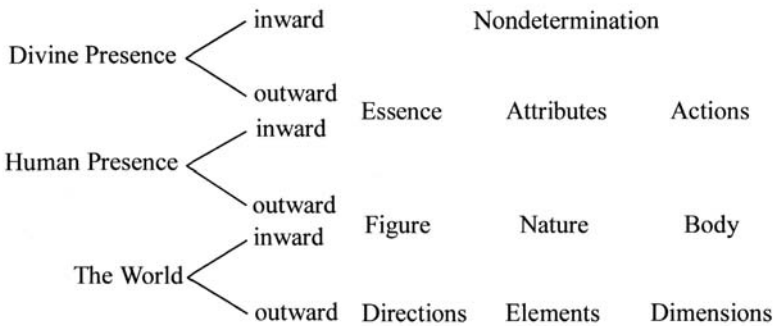 inward Nondetermination
Divine Presence
outward
Essence Attributes Actions
inward
Human Presence
outward
Figure Nature Body
inward
The World
outward Directions Elements Dimensions